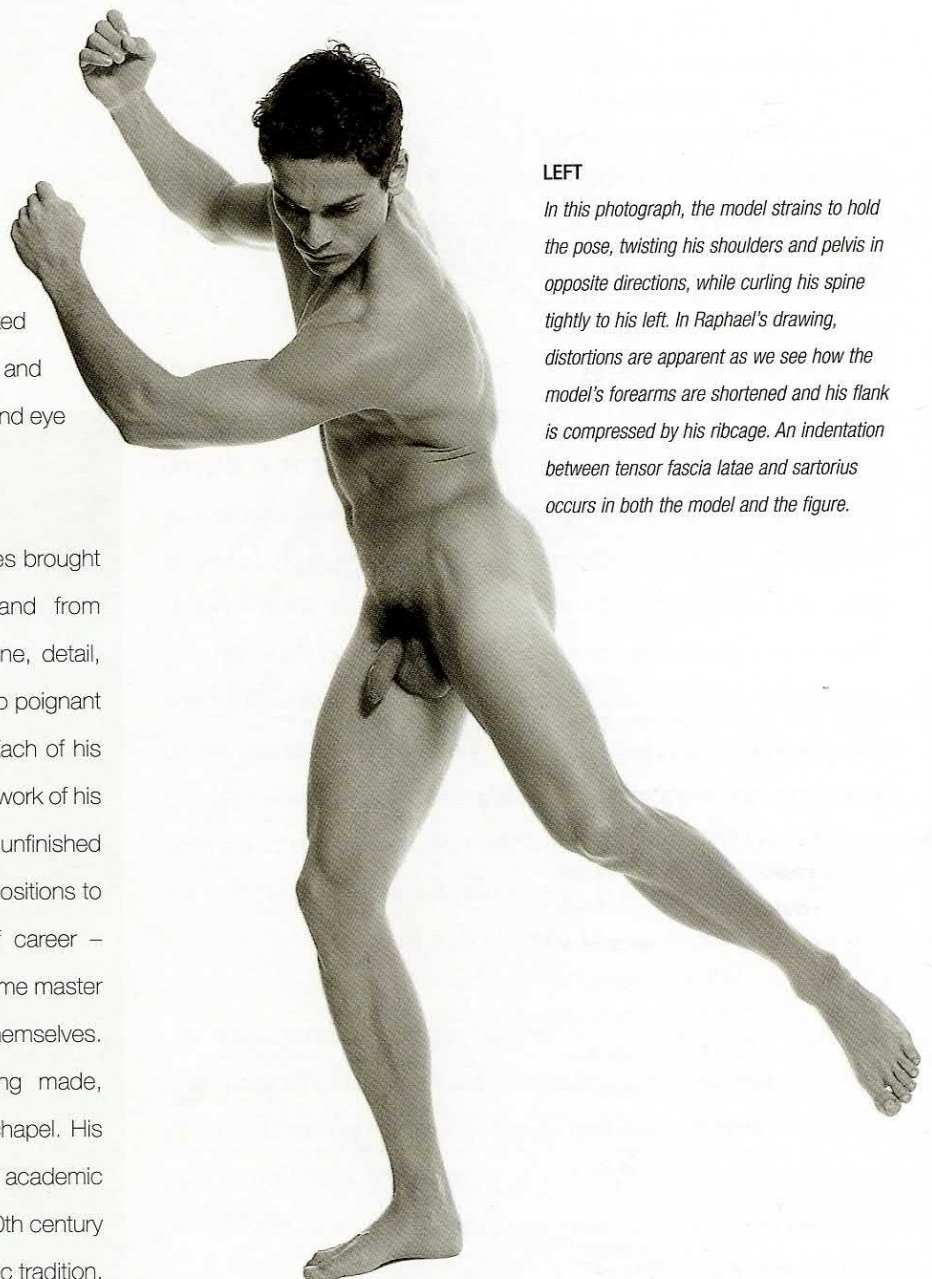 ed
and
nd eye
es brought
and from
ne, detail,
o poignant
Each of his
work of his
unfinished
ositions to
f career –
me master
hemselves.
ng made,
hapel. His
academic
0th century
c tradition.
LEFT
In this photograph, the model strains to hold
the pose, twisting his shoulders and pelvis in
opposite directions, while curling his spine
tightly to his left. In Raphael's drawing,
distortions are apparent as we see how the
model's forearms are shortened and his flank
is compressed by his ribcage. An indentation
between tensor fascia latae and sartorius
occurs in both the model and the figure.